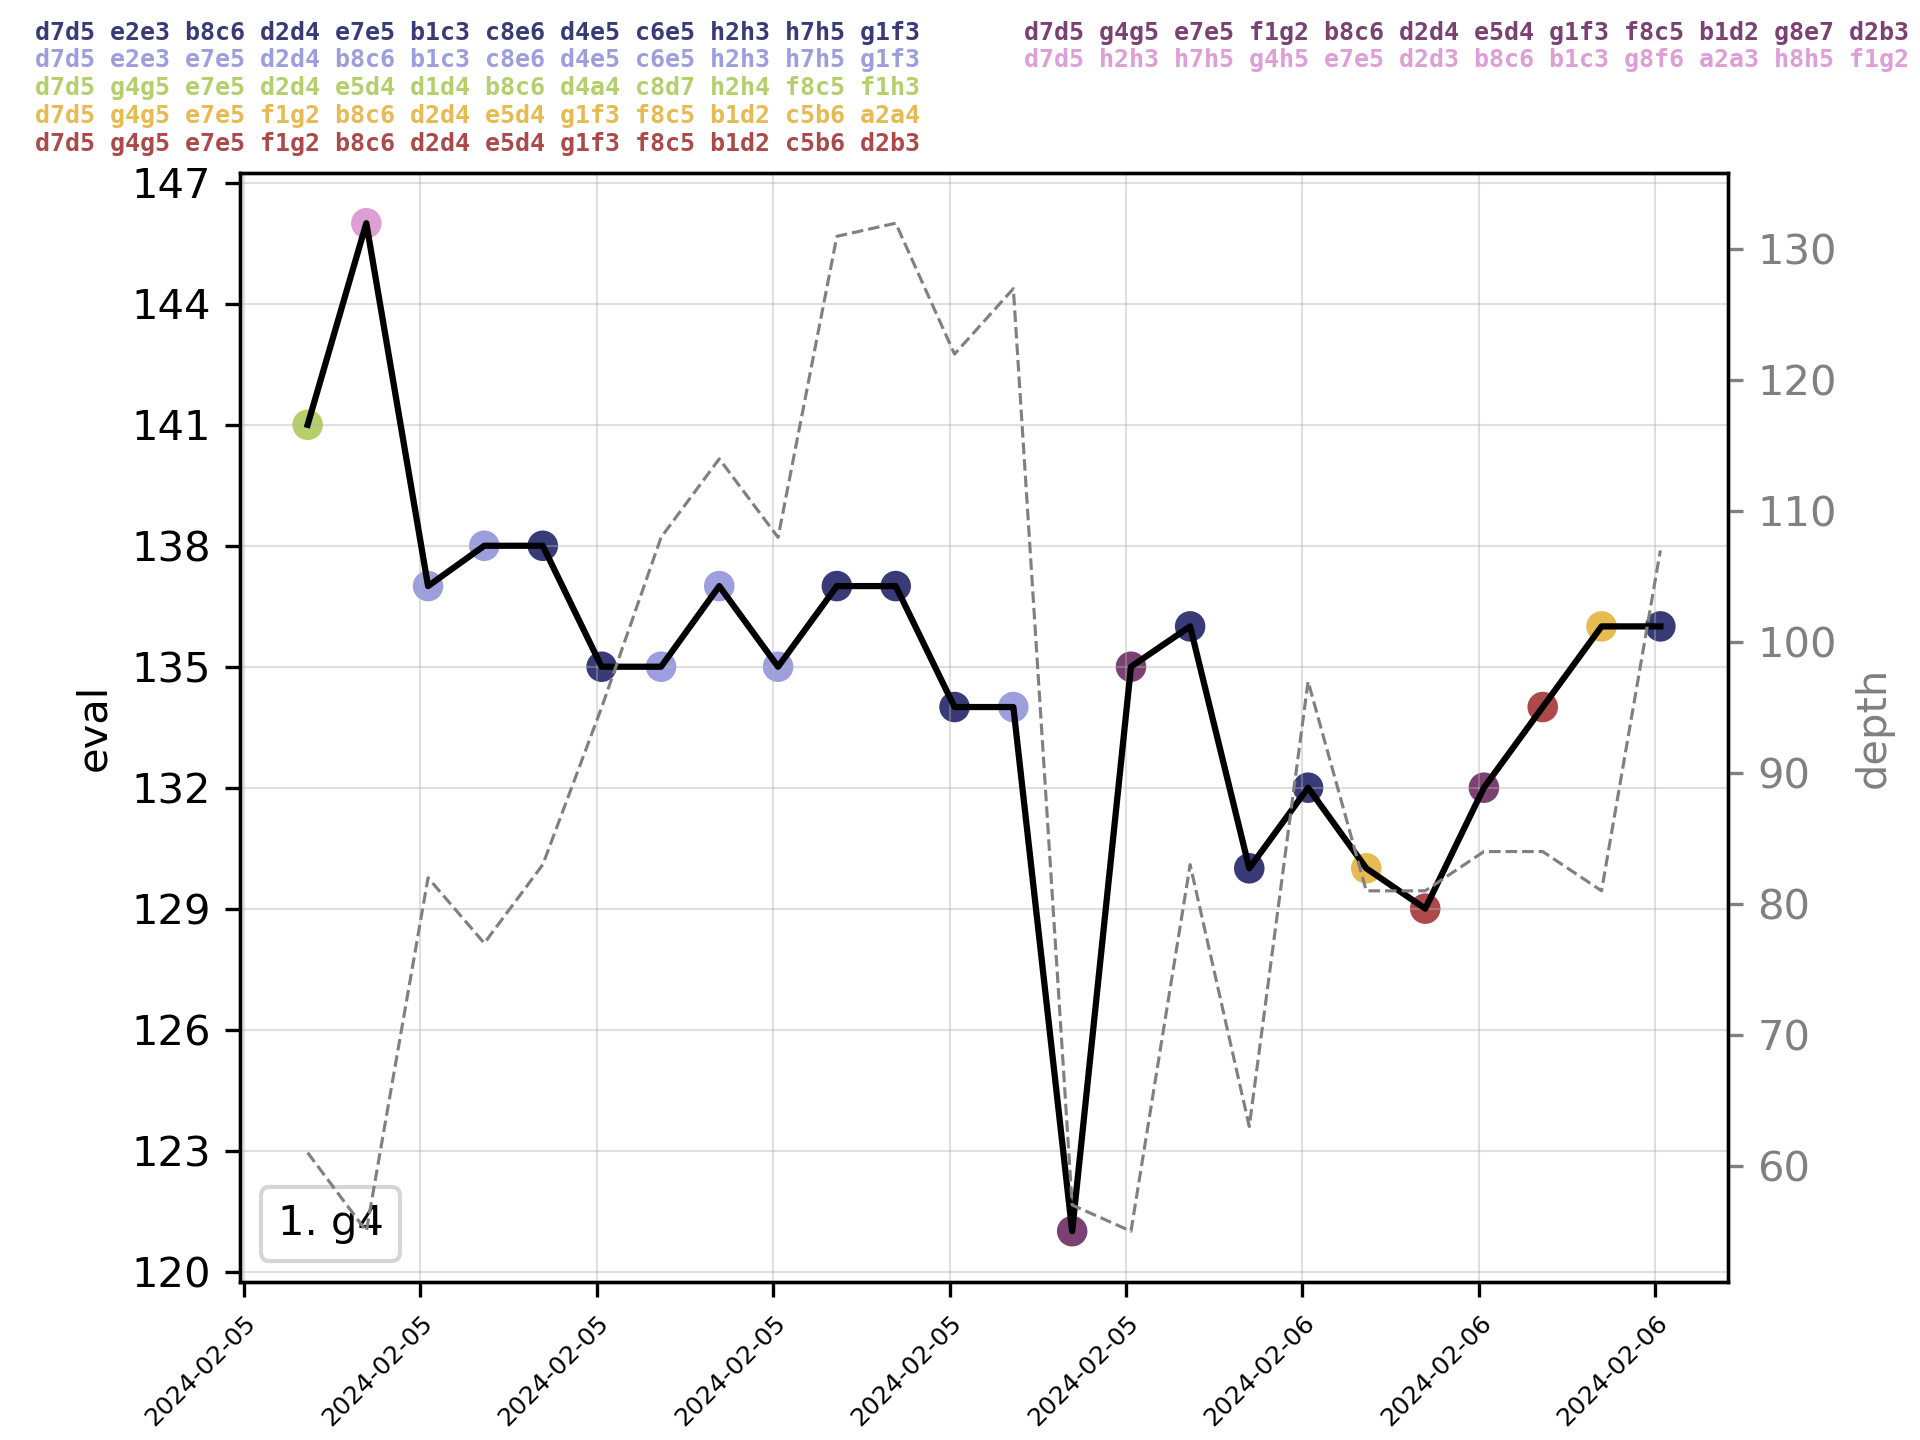 d7d5 e2e3 b8c6 d2d4 e7e5 b1c3 c8e6 d4e5 c6e5 h2h3 h7h5 g1f3
d7d5 e2e3 e7e5 d2d4 b8c6 b1c3 c8e6 d4e5 c6e5 h2h3 h7h5 g1f3
d7d5 g4g5 e7e5 d2d4 e5d4 d1d4 b8c6 d4a4 c8d7 h2h4 f8c5 f1h3
d7d5 g4g5 e7e5 f1g2 b8c6 d2d4 e5d4 g1f3 f8c5 b1d2 c5b6 a2a4
d7d5 g4g5 e7e5 f1g2 b8c6 d2d4 e5d4 g1f3 f8c5 b1d2 c5b6 d2b3
d7d5 g4g5 e7e5 f1g2 b8c6 d2d4 e5d4 g1f3 f8c5 b1d2 g8e7 d2b3
d7d5 h2h3 h7h5 g4h5 e7e5 d2d3 b8c6 b1c3 g8f6 a2a3 h8h5 f1g2
147
144
141
138
135
132
129
126
123
120
eval
130
120
110
100
90
80
70
60
depth
1. g4
2024-02-05
2024-02-05
2024-02-05
2024-02-05
2024-02-05
2024-02-05
2024-02-06
2024-02-06
2024-02-06